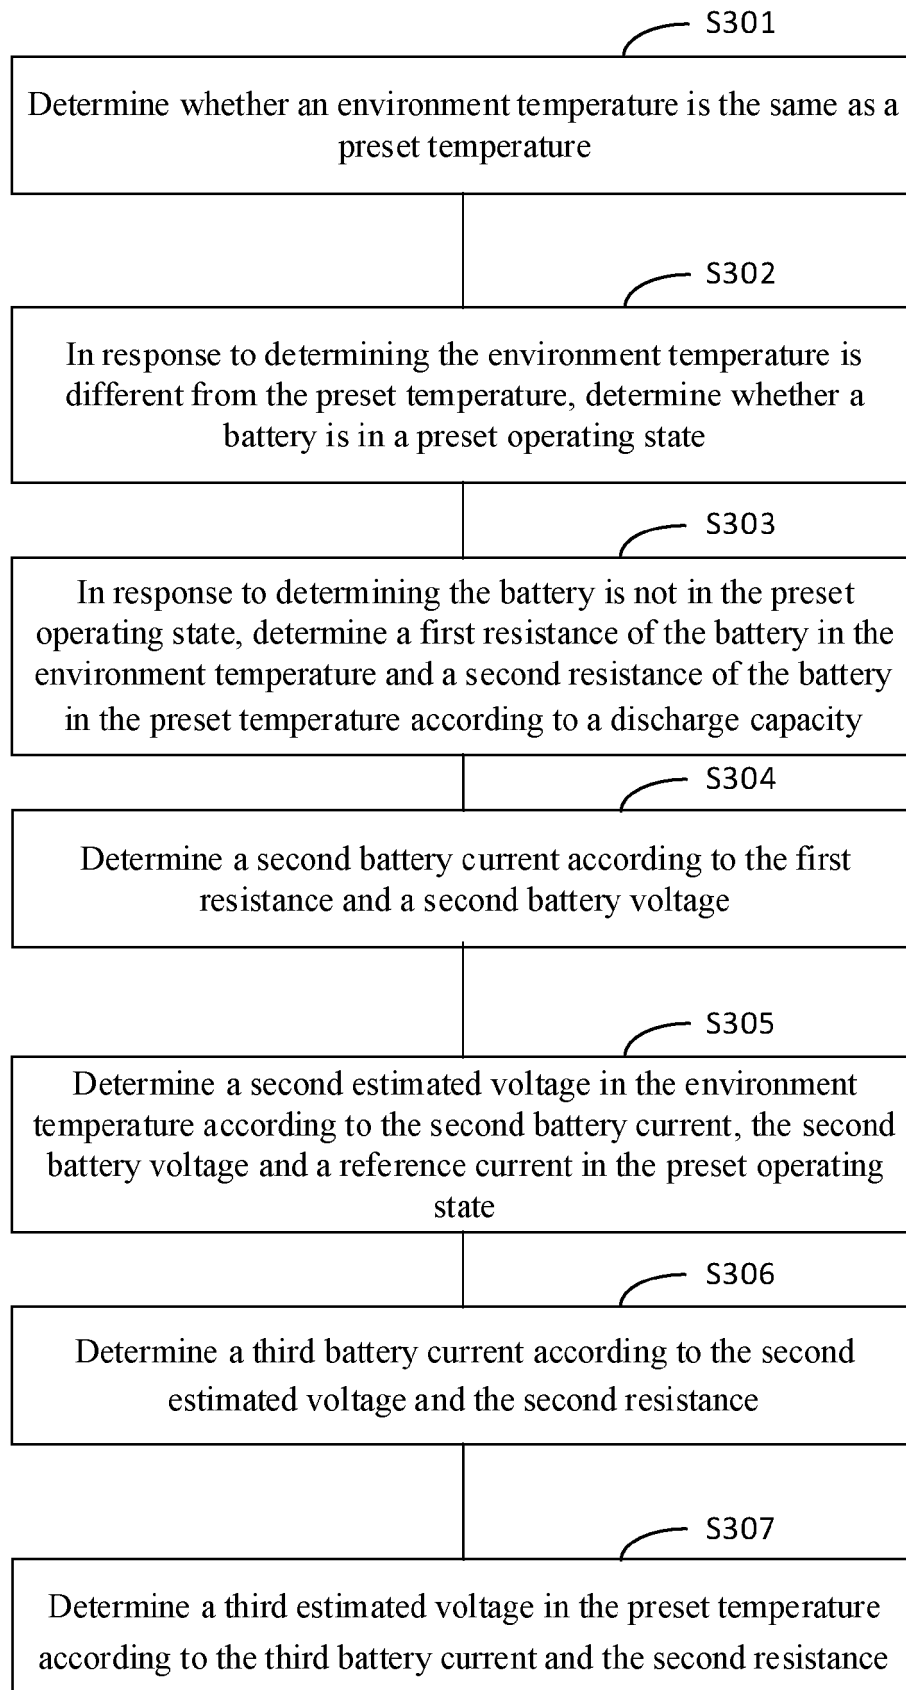 S301
Determine whether an environment temperature is the same as a
preset temperature
S302
In response to determining the environment temperature is
different from the preset temperature, determine whether a
battery is in a preset operating state
S303
In response to determining the battery is not in the preset
operating state, determine a first resistance of the battery in the
environment temperature and a second resistance of the battery
in the preset temperature according to a discharge capacity
S304
Determine a second battery current according to the first
resistance and a second battery voltage
S305
Determine a second estimated voltage in the environment
temperature according to the second battery current, the second
battery voltage and a reference current in the preset operating
state
S306
Determine a third battery current according to the second
estimated voltage and the second resistance
S307
Determine a third estimated voltage in the preset temperature
according to the third battery current and the second resistance